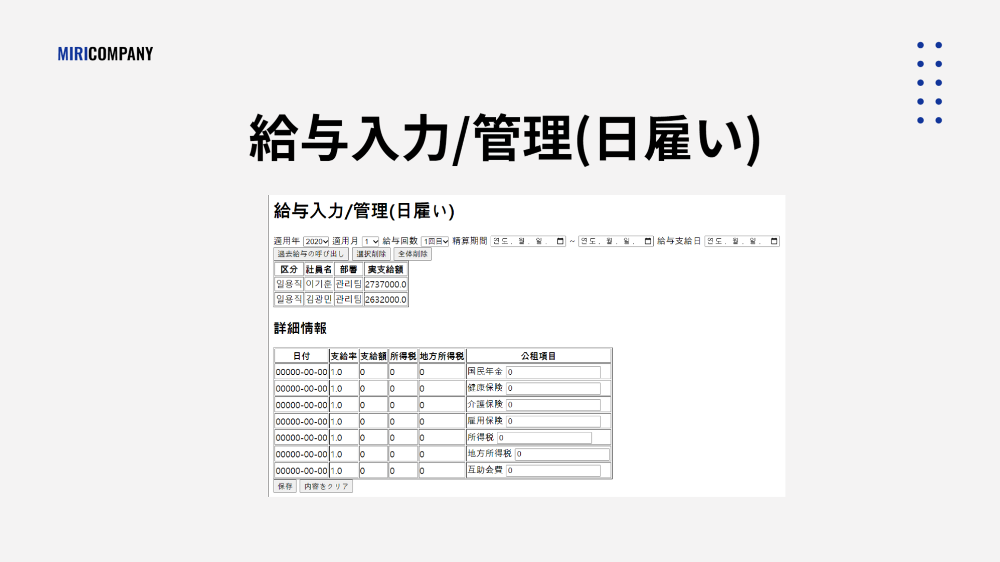 MIRICOMPANY
給与入力/管理(日雇い)
給与入力/管理(日雇い)
適用年 2020 適用月 1 給与回数 1回目 精算期間 연도. 월. 일. ~ 연도. 월. 일. 給与支給日 연도. 월. 일.
過去給与の呼び出し 選択削除 全体削除
区分 社員名 部署 実支給額
일용직 이기훈 관리팀 2737000.0
일용직 김광민 관리팀 2632000.0
詳細情報
日付 支給率 支給額 所得税 地方所得税 公租項目
00000-00-00 1.0 0 0 0 国民年金 0
00000-00-00 1.0 0 0 0 健康保険 0
00000-00-00 1.0 0 0 0 介護保険 0
00000-00-00 1.0 0 0 0 雇用保険 0
00000-00-00 1.0 0 0 0 所得税 0
00000-00-00 1.0 0 0 0 地方所得税 0
00000-00-00 1.0 0 0 0 互助会費 0
保存 内容をクリア